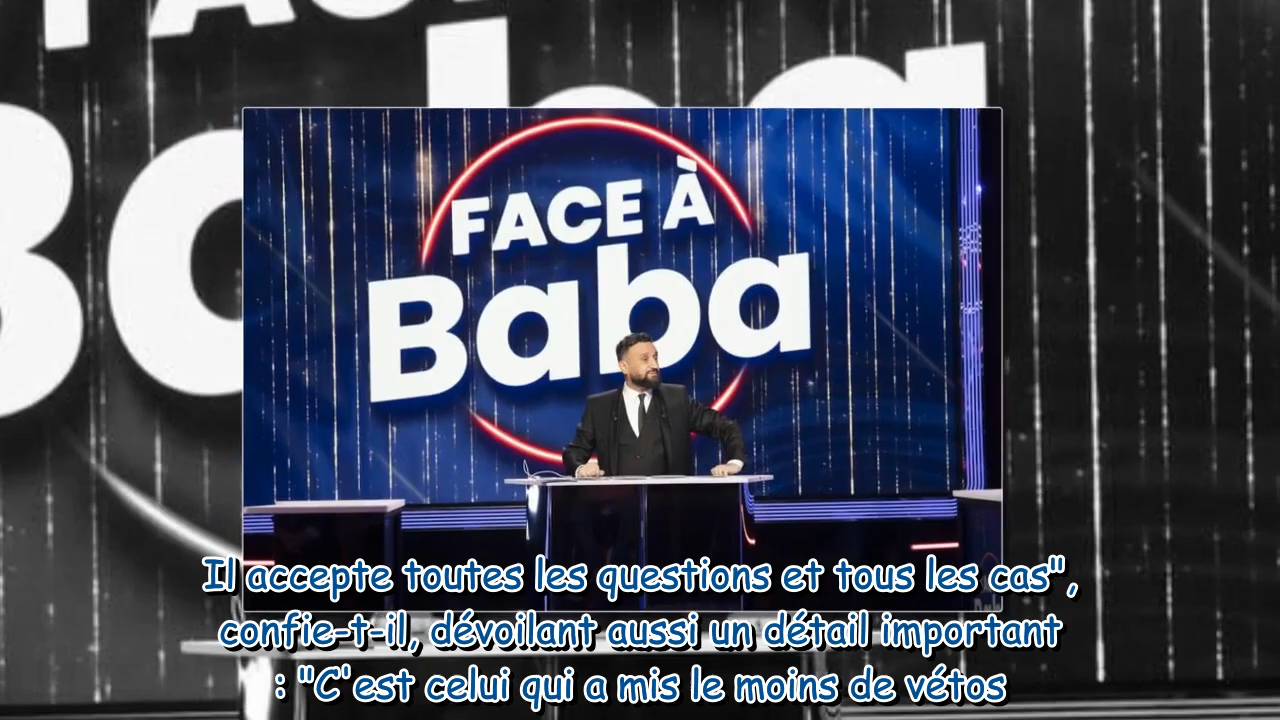 FACE À
Baba
Il accepte toutes les questions et tous les cas",
confie-t-il, dévoilant aussi un détail important
: "C'est celui qui a mis le moins de vétos